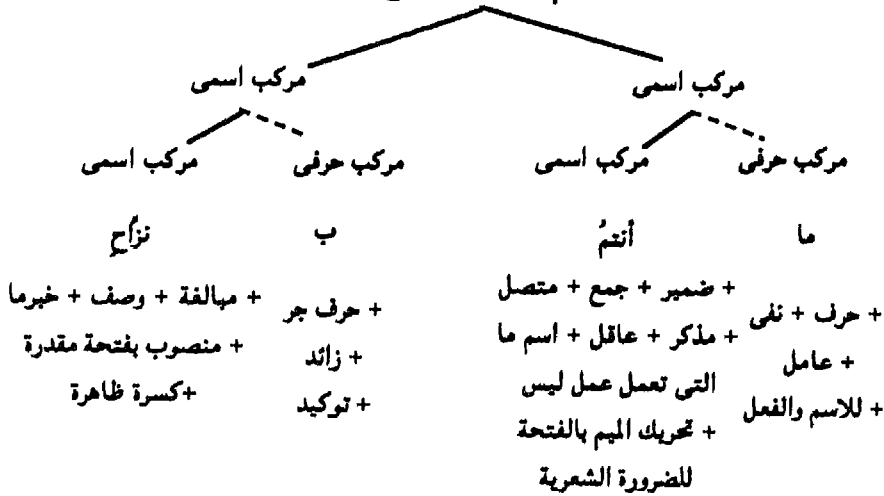 مركب اسمى
مركب اسمى
مركب حرفى
مركب اسمى
مركب حرفى
مركب اسمى
ما
أنتمُ
ب
نزَّاحِ
+ حرف + نفى
+ عامل
+ للاسم والفعل
+ ضمير + جمع + متصل
+ مذكر + عاقل + اسم ما
التى تعمل عمل ليس
+ تحريك الميم بالفتحة
للضرورة الشعرية
+ حرف جر
+ زائد
+ توكيد
+ مبالغة + وصف + خبرما
+ منصوب بفتحة مقدرة
+كسرة ظاهرة